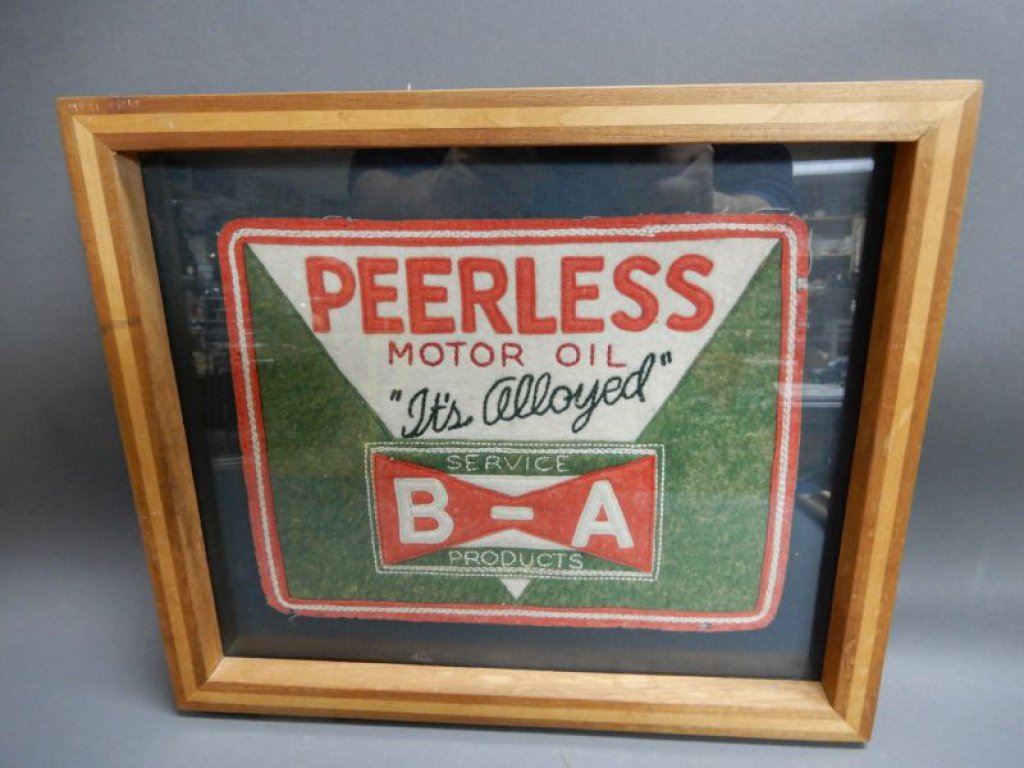 PEERLESS
MOTOR OIL
"It's Alloyed"
SERVICE
B-A
PRODUCTS